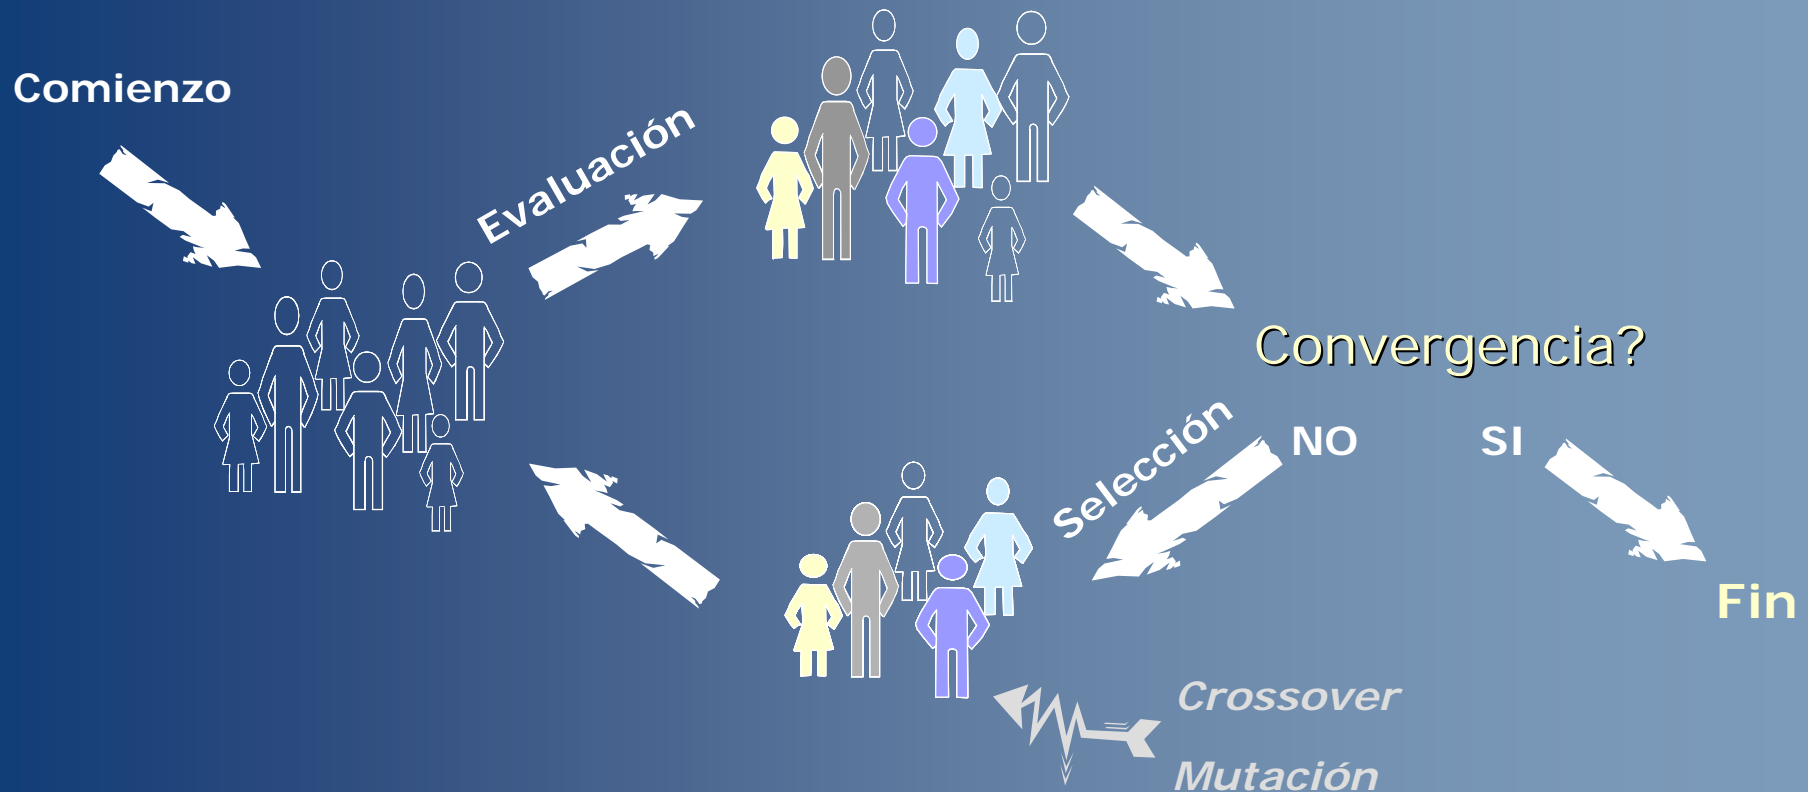 Comienzo
Evaluación
Convergencia?
NO
SI
Selección
Fin
Crossover
Mutación